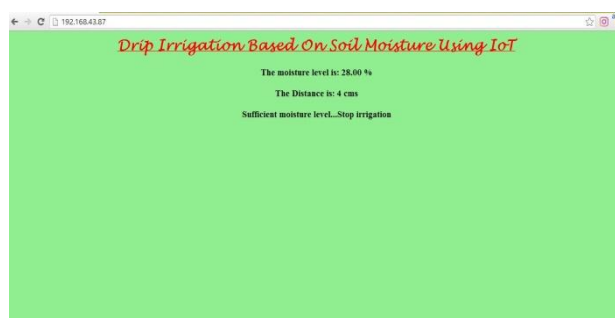 192.168.43.87
Drip Irrigation Based On Soil Moisture Using IoT
The moisture level is: 28.00 %
The Distance is: 4 cms
Sufficient moisture level...Stop irrigation